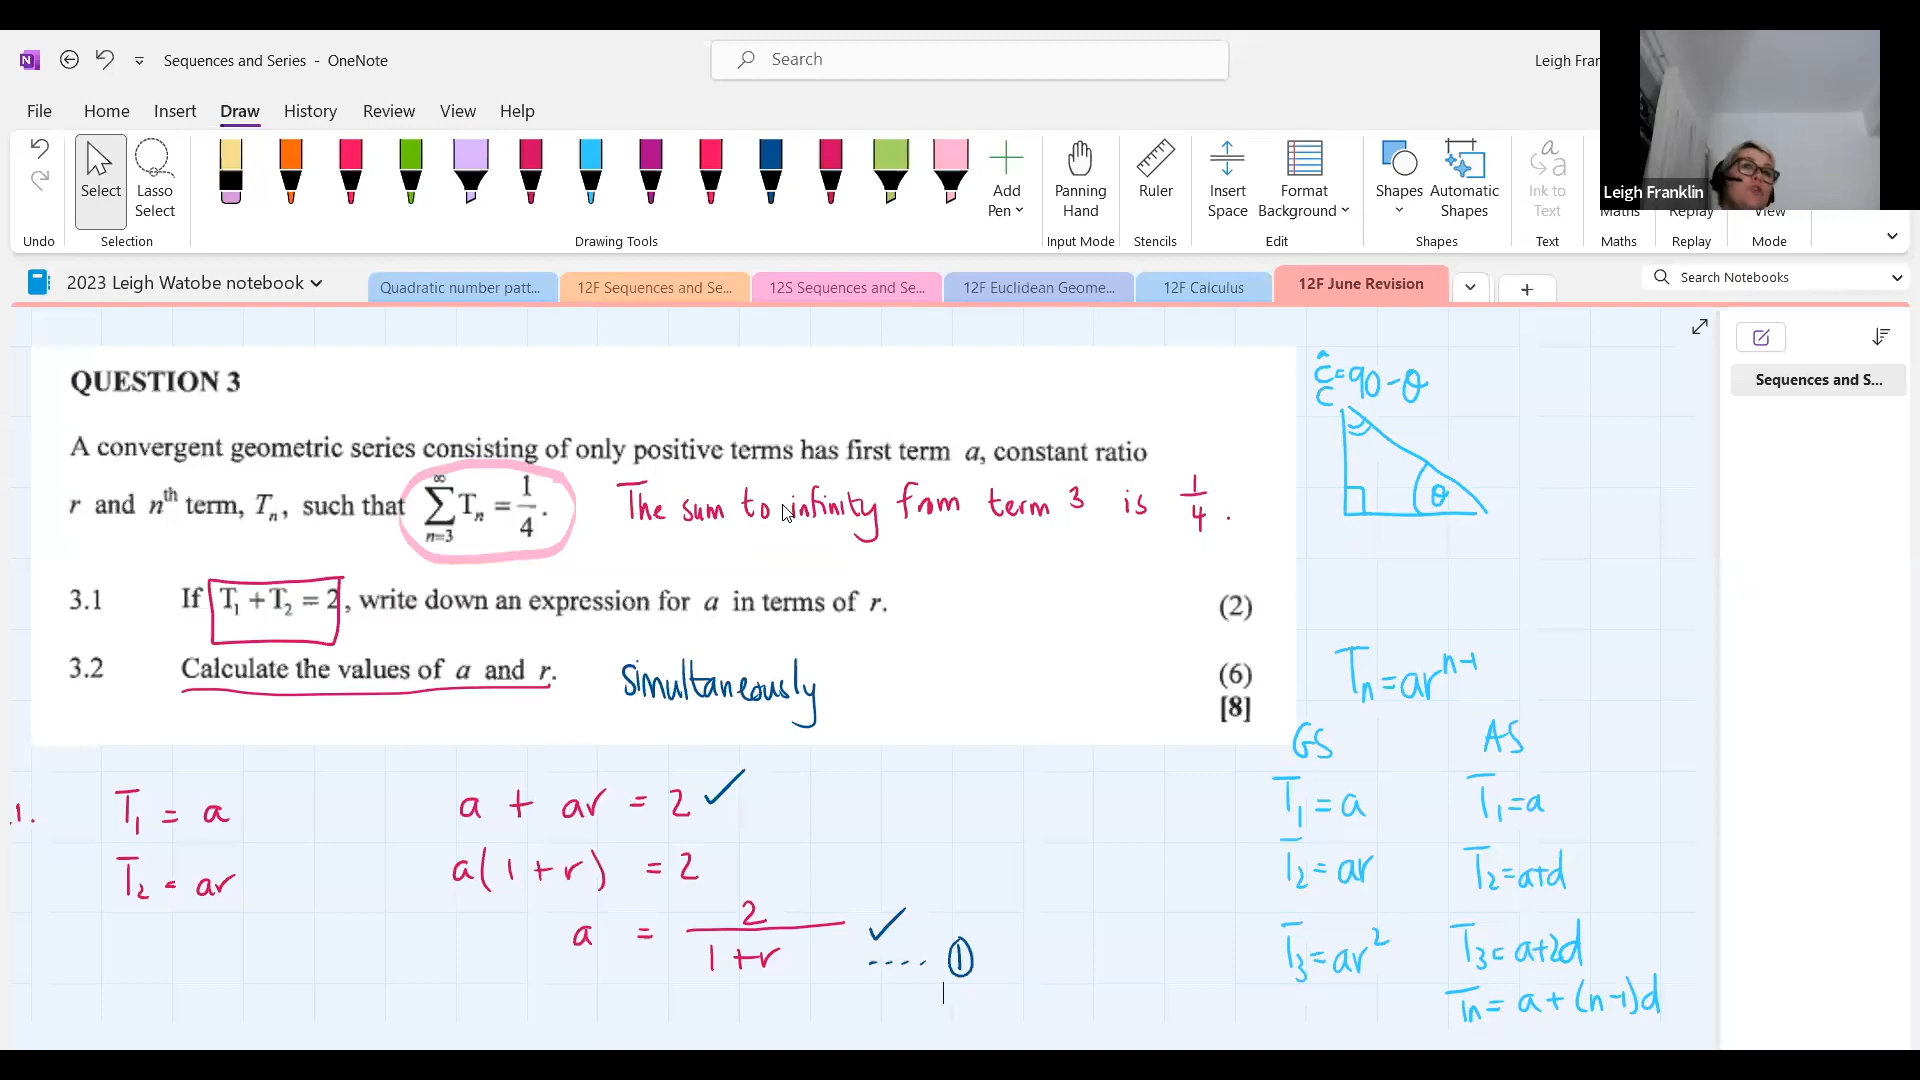 Sequences and Series - OneNote
Search
Leigh Fran
Leigh Franklin
File Home Insert Draw History Review View Help
Select
Lasso Select
Add Pen
Panning Hand
Ruler
Insert Space
Format Background
Shapes
Automatic Shapes
Ink to Text
Maths
Replay
View
Undo Selection Drawing Tools Input Mode Stencils Edit Shapes Text Maths Replay Mode
2023 Leigh Watobe notebook
Quadratic number patt...
12F Sequences and Se...
12S Sequences and Se...
12F Euclidean Geome...
12F Calculus
12F June Revision
+
Search Notebooks
Sequences and S...
QUESTION 3
A convergent geometric series consisting of only positive terms has first term a, constant ratio
r and nth term, Tn, such that ∑_{n=3}^{∞} Tn = 1/4.
The sum to infinity from term 3 is 1/4.
3.1 If T1 + T2 = 2, write down an expression for a in terms of r. (2)
3.2 Calculate the values of a and r. simultaneously (6)
[8]
.1. T1 = a
T2 = ar
a + ar = 2 ✓
a(1+r) = 2
a = 2/(1+r) ✓
.... ①
ĉ = 90 - θ
C
θ
Tn = ar^{n-1}
GS
T1 = a
T2 = ar
T3 = ar²
AS
T1 = a
T2 = a+d
T3 = a+2d
Tn = a + (n-1)d